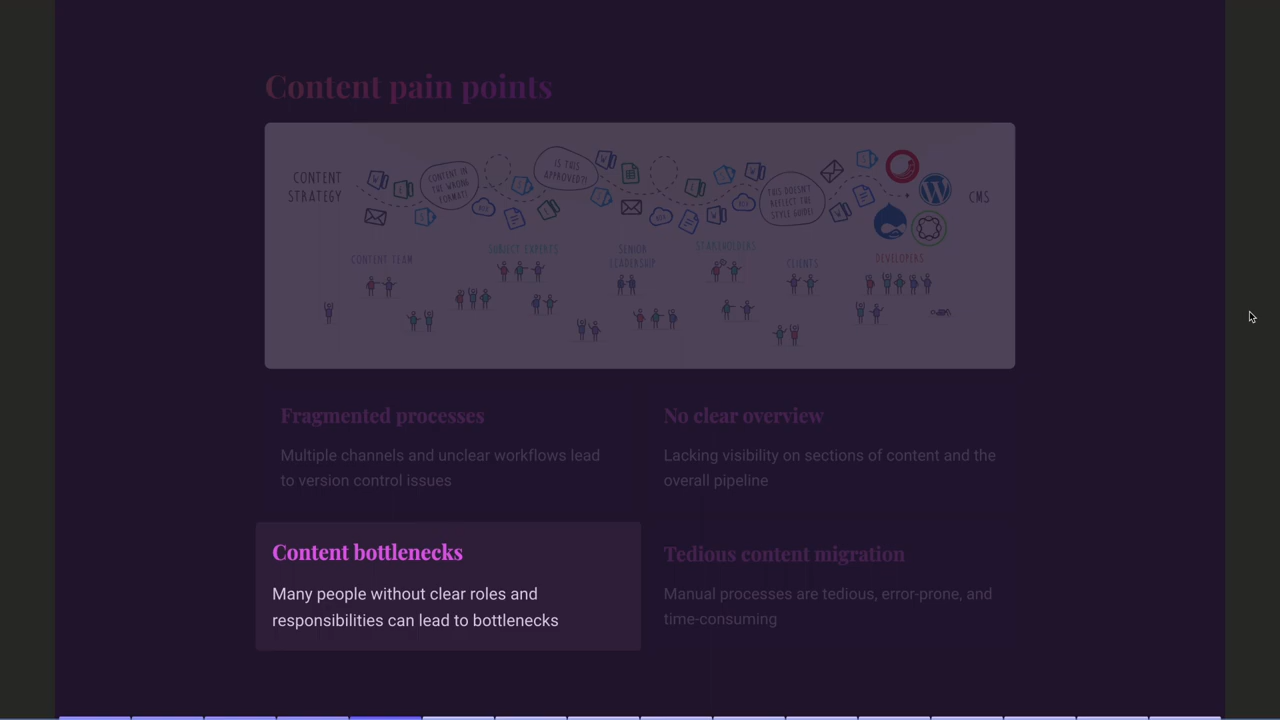 Content pain points
CONTENT
STRATEGY
CONTENT IN
THE WRONG
FORMAT!
IS THIS
APPROVED?!
THIS DOESN'T
REFLECT THE
STYLE GUIDE!
CMS
CONTENT TEAM
SUBJECT EXPERTS
SENIOR
LEADERSHIP
STAKEHOLDERS
CLIENTS
DEVELOPERS
Fragmented processes
Multiple channels and unclear workflows lead
to version control issues
No clear overview
Lacking visibility on sections of content and the
overall pipeline
Content bottlenecks
Many people without clear roles and
responsibilities can lead to bottlenecks
Tedious content migration
Manual processes are tedious, error-prone, and
time-consuming